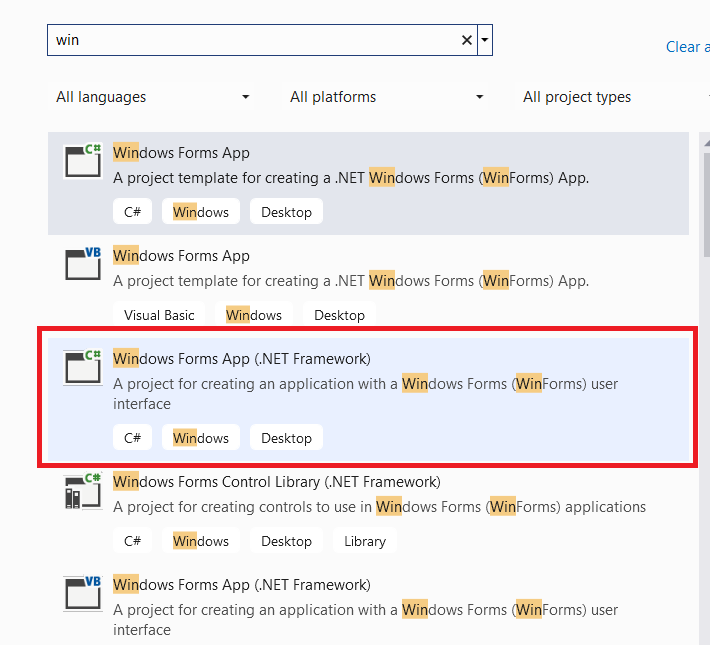 win
Clear a
All languages
All platforms
All project types
C#
Windows Forms App
A project template for creating a .NET Windows Forms (WinForms) App.
C#
Windows
Desktop
VB
Windows Forms App
A project template for creating a .NET Windows Forms (WinForms) App.
Visual Basic
Windows
Desktop
C#
Windows Forms App (.NET Framework)
A project for creating an application with a Windows Forms (WinForms) user
interface
C#
Windows
Desktop
C#
Windows Forms Control Library (.NET Framework)
A project for creating controls to use in Windows Forms (WinForms) applications
C#
Windows
Desktop
Library
VB
Windows Forms App (.NET Framework)
A project for creating an application with a Windows Forms (WinForms) user
interface